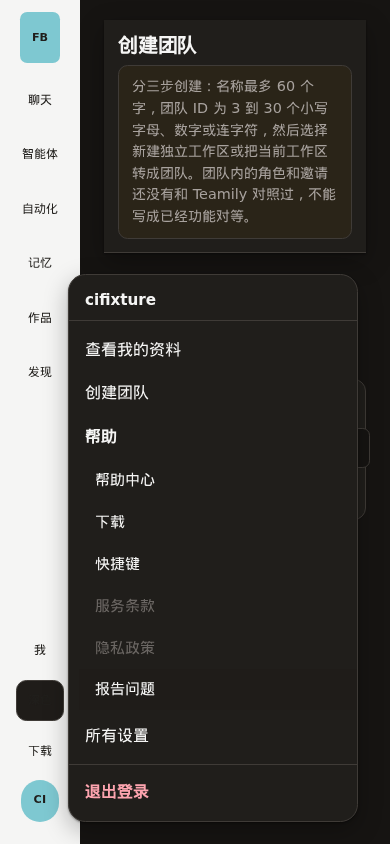 FB
聊天
智能体
自动化
记忆
作品
发现
我
下载
CI
创建团队
分三步创建：名称最多 60 个
字，团队 ID 为 3 到 30 个小写
字母、数字或连字符，然后选择
新建独立工作区或把当前工作区
转成团队。团队内的角色和邀请
还没有和 Teamily 对照过，不能
写成已经功能对等。
cifixture
查看我的资料
创建团队
帮助
帮助中心
下载
快捷键
服务条款
隐私政策
报告问题
所有设置
退出登录